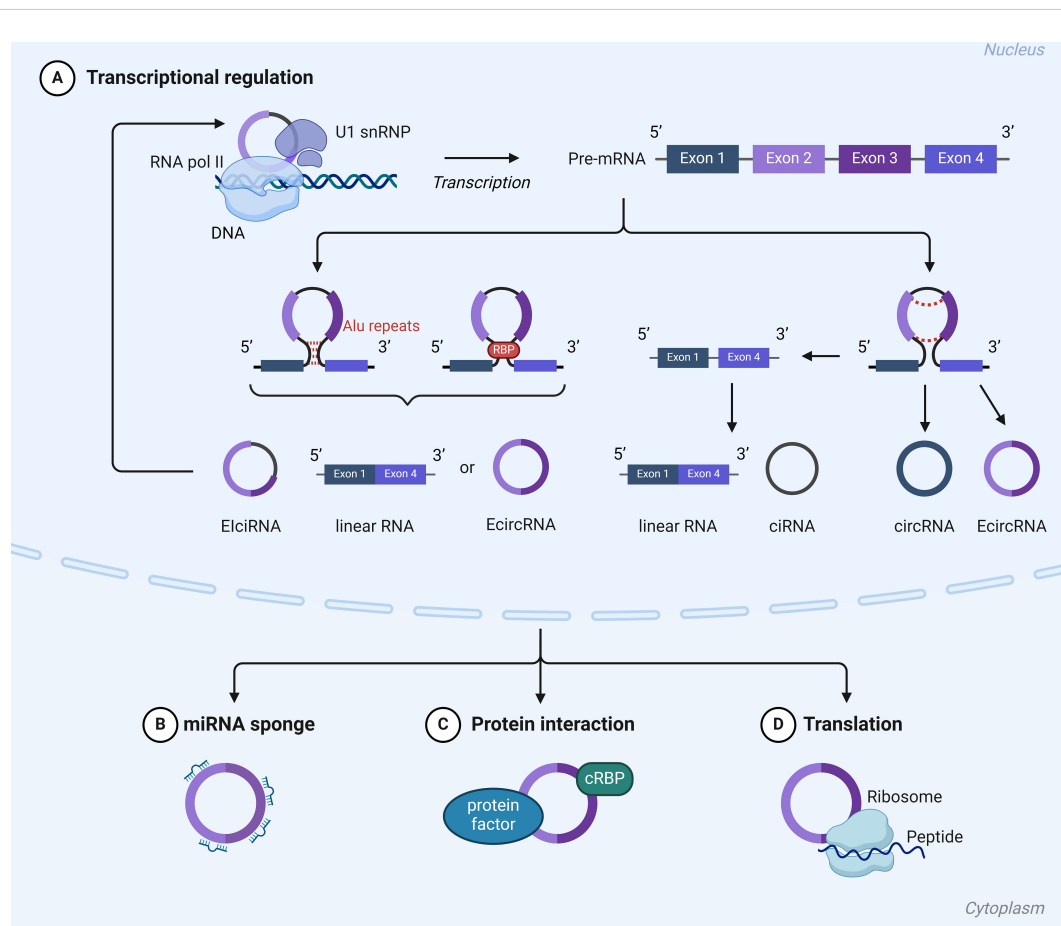 Nucleus
A Transcriptional regulation
U1 snRNP
RNA pol II
DNA
Transcription
5’ 3’
Pre-mRNA Exon 1 Exon 2 Exon 3 Exon 4
Alu repeats
5’ 3’
RBP
5’ 3’
5’ 3’
Exon 1 Exon 4
5’ 3’
5’ 3’
Exon 1 Exon 4
or
5’ 3’
Exon 1 Exon 4
EIciRNA linear RNA EcircRNA linear RNA ciRNA circRNA EcircRNA
B miRNA sponge
C Protein interaction
cRBP
protein
factor
D Translation
Ribosome
Peptide
Cytoplasm